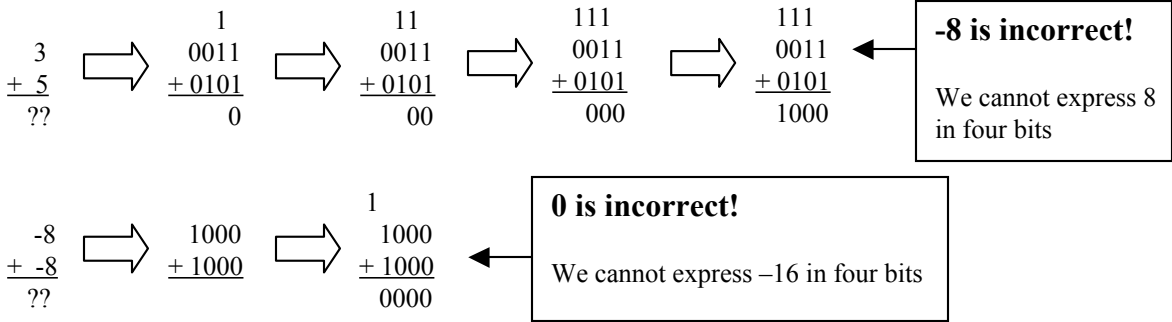 1 11 111 111
3 0011 0011 0011 0011
+ 5 + 0101 + 0101 + 0101 + 0101
?? 0 00 000 1000
-8 is incorrect!
We cannot express 8
in four bits
1
-8 1000 1000
+ -8 + 1000 + 1000
?? 0000
0 is incorrect!
We cannot express –16 in four bits